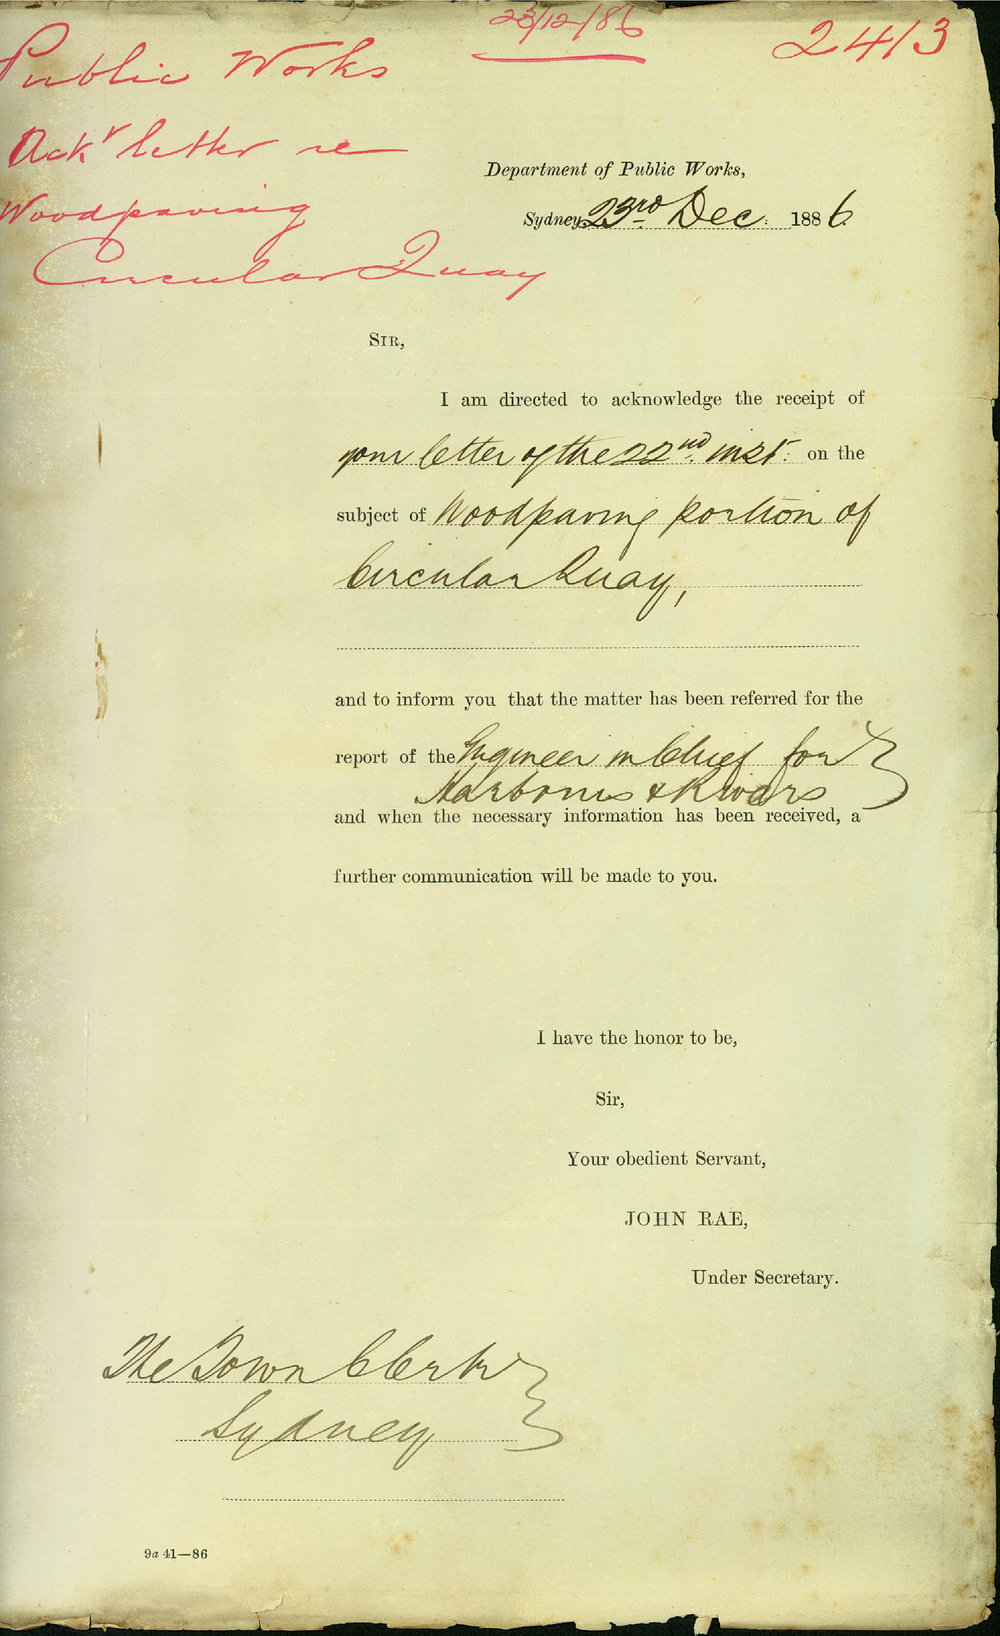 23/12/86
2413
Public Works
Ackr letter re
Woodpaving
Circular Quay
Department of Public Works,
Sydney 23rd Dec. 1886.
SIR,
I am directed to acknowledge the receipt of
your letter of the 22nd inst: on the
subject of Woodpaving portion of
Circular Quay,
and to inform you that the matter has been referred for the
report of the Engineer in Chief for
Harbours & Rivers
and when the necessary information has been received, a
further communication will be made to you.
I have the honor to be,
Sir,
Your obedient Servant,
JOHN RAE,
Under Secretary.
The Town Clerk
Sydney
9a 41—86